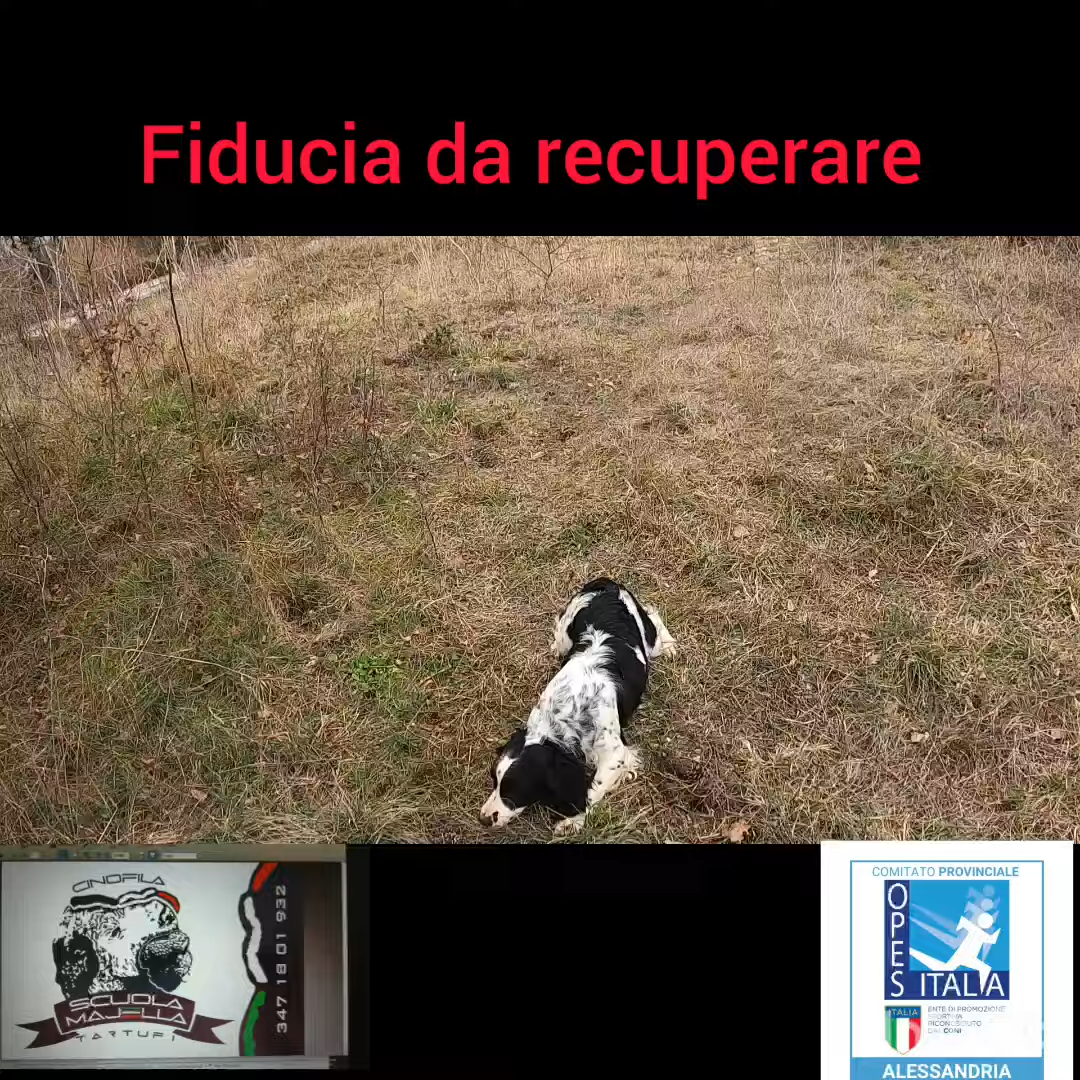 Fiducia da recuperare
CINOFILA
SCUOLA
MAJELLA
TARTUFI
347 18 01 932
COMITATO PROVINCIALE
OPES
ITALIA
ITALIA
ENTE DI PROMOZIONE
SPORTIVA
RICONOSCIUTO
DAL CONI
ALESSANDRIA